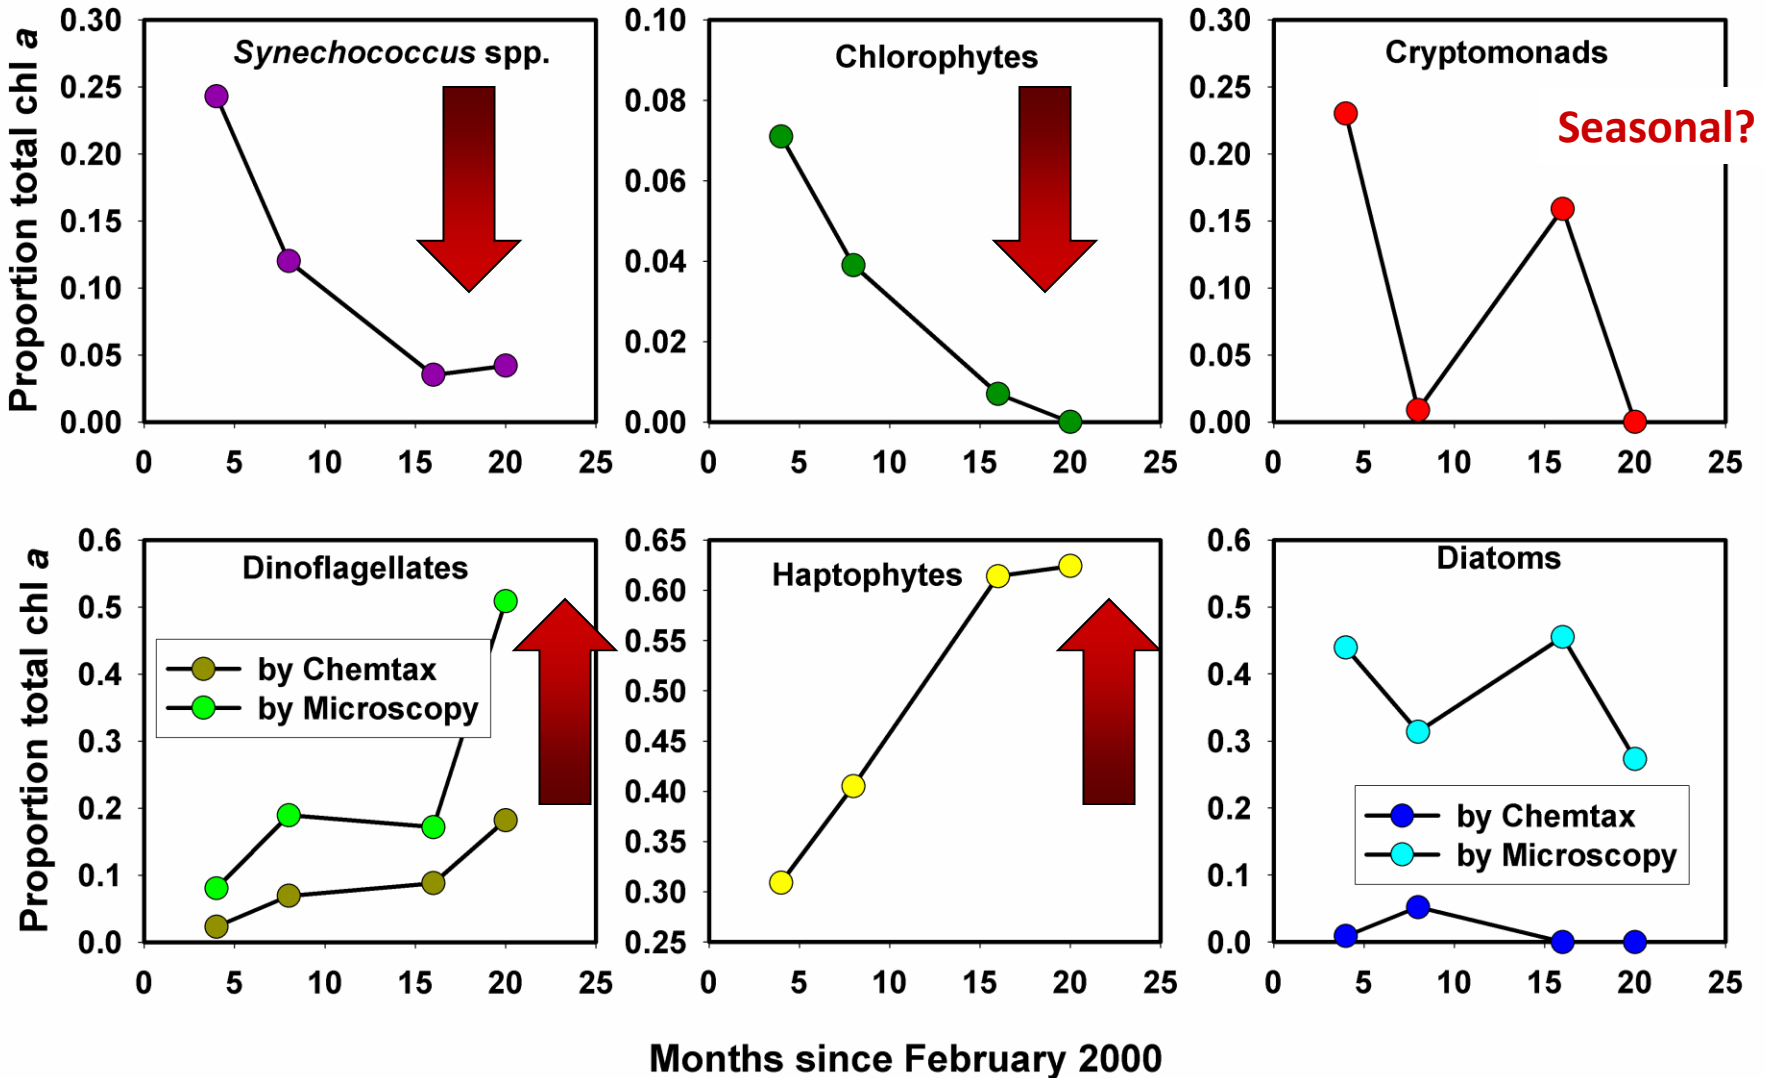 Proportion total chl a
0.30
0.25
0.20
0.15
0.10
0.05
0.00
Synechococcus spp.
0 5 10 15 20 25
0.10
0.08
0.06
0.04
0.02
0.00
Chlorophytes
0 5 10 15 20 25
0.30
0.25
0.20
0.15
0.10
0.05
0.00
Cryptomonads
Seasonal?
0 5 10 15 20 25
Proportion total chl a
0.6
0.5
0.4
0.3
0.2
0.1
0.0
Dinoflagellates
by Chemtax
by Microscopy
0 5 10 15 20 25
0.65
0.60
0.55
0.50
0.45
0.40
0.35
0.30
0.25
Haptophytes
0 5 10 15 20 25
0.6
0.5
0.4
0.3
0.2
0.1
0.0
Diatoms
by Chemtax
by Microscopy
0 5 10 15 20 25
Months since February 2000